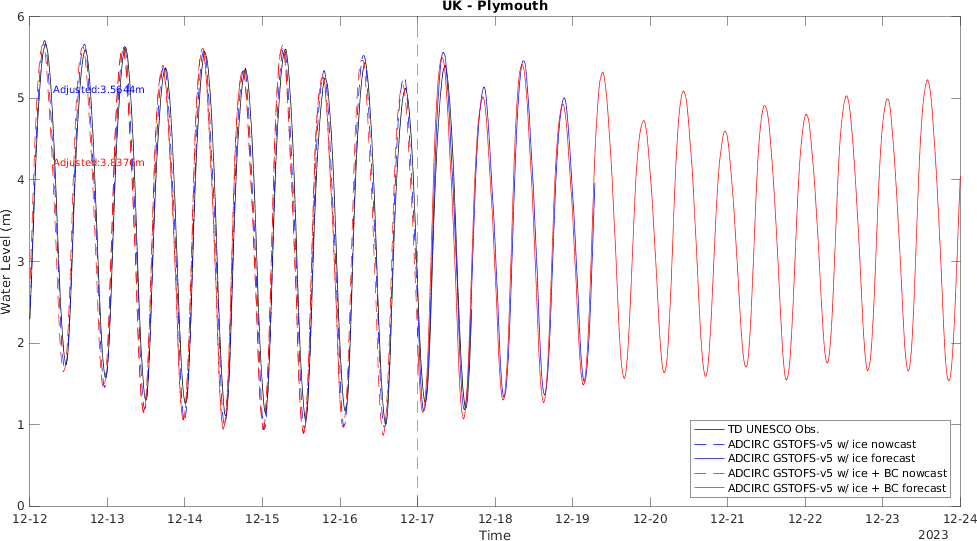 UK - Plymouth
6
5
4
3
2
1
0
Water Level (m)
Adjusted:3.5644m
Adjusted:3.8376m
TD UNESCO Obs.
ADCIRC GSTOFS-v5 w/ ice nowcast
ADCIRC GSTOFS-v5 w/ ice forecast
ADCIRC GSTOFS-v5 w/ ice + BC nowcast
ADCIRC GSTOFS-v5 w/ ice + BC forecast
12-12 12-13 12-14 12-15 12-16 12-17 12-18 12-19 12-20 12-21 12-22 12-23 12-24
Time
2023